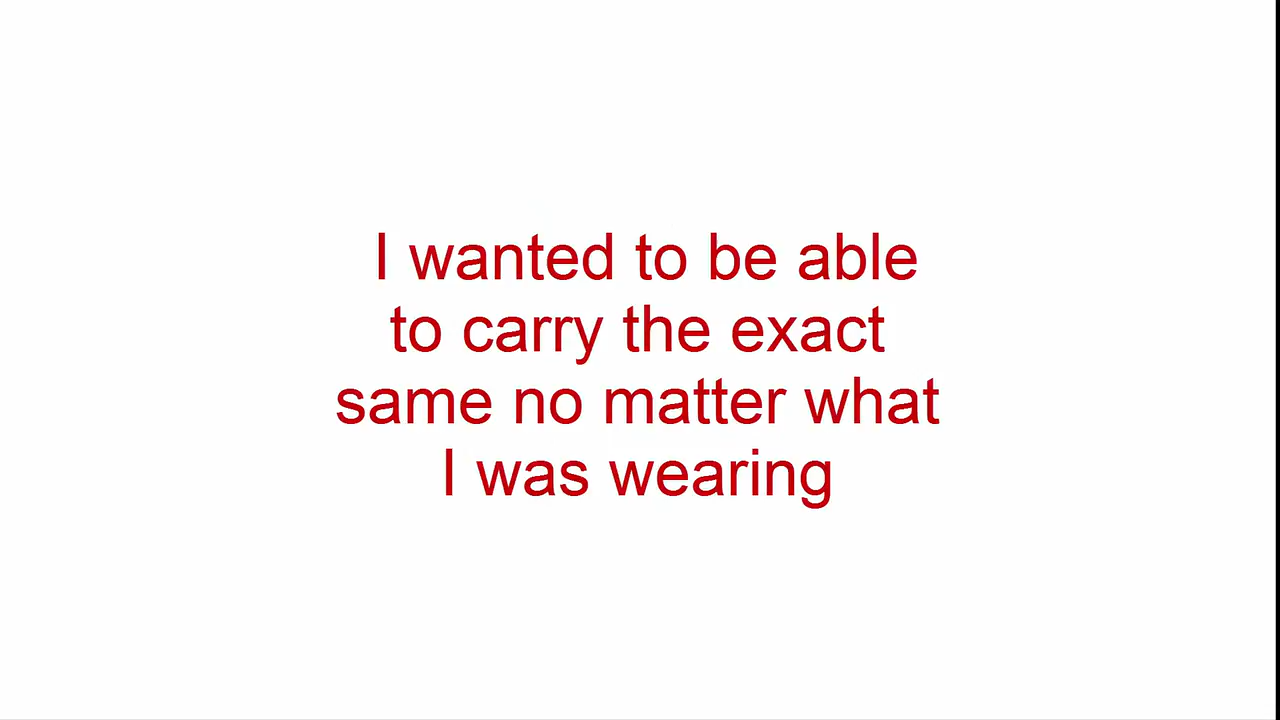 I wanted to be able
to carry the exact
same no matter what
I was wearing